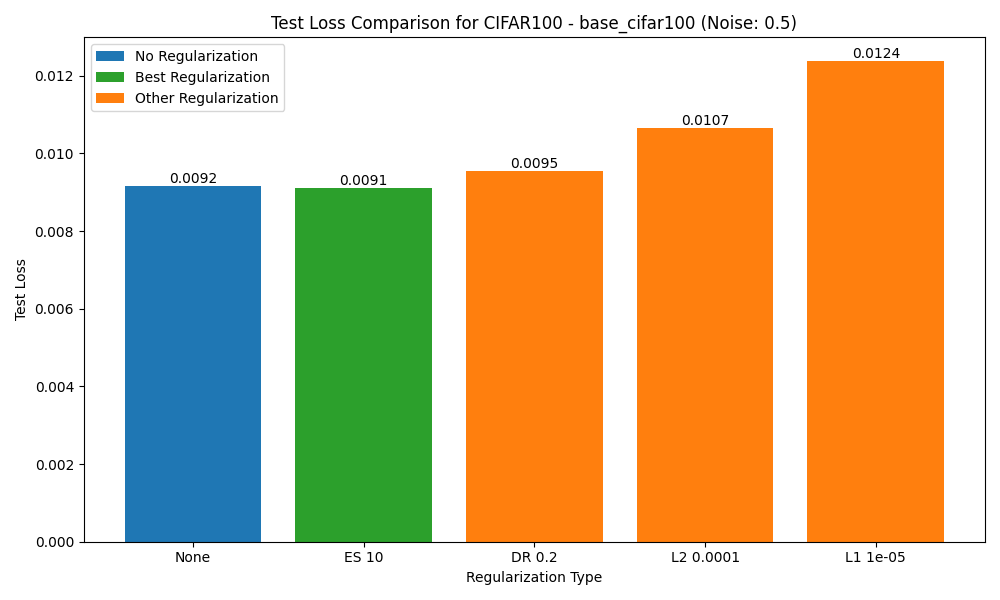 Test Loss Comparison for CIFAR100 - base_cifar100 (Noise: 0.5)
No Regularization
Best Regularization
Other Regularization
0.0092
0.0091
0.0095
0.0107
0.0124
0.012
0.010
0.008
0.006
0.004
0.002
0.000
Test Loss
None
ES 10
DR 0.2
L2 0.0001
L1 1e-05
Regularization Type